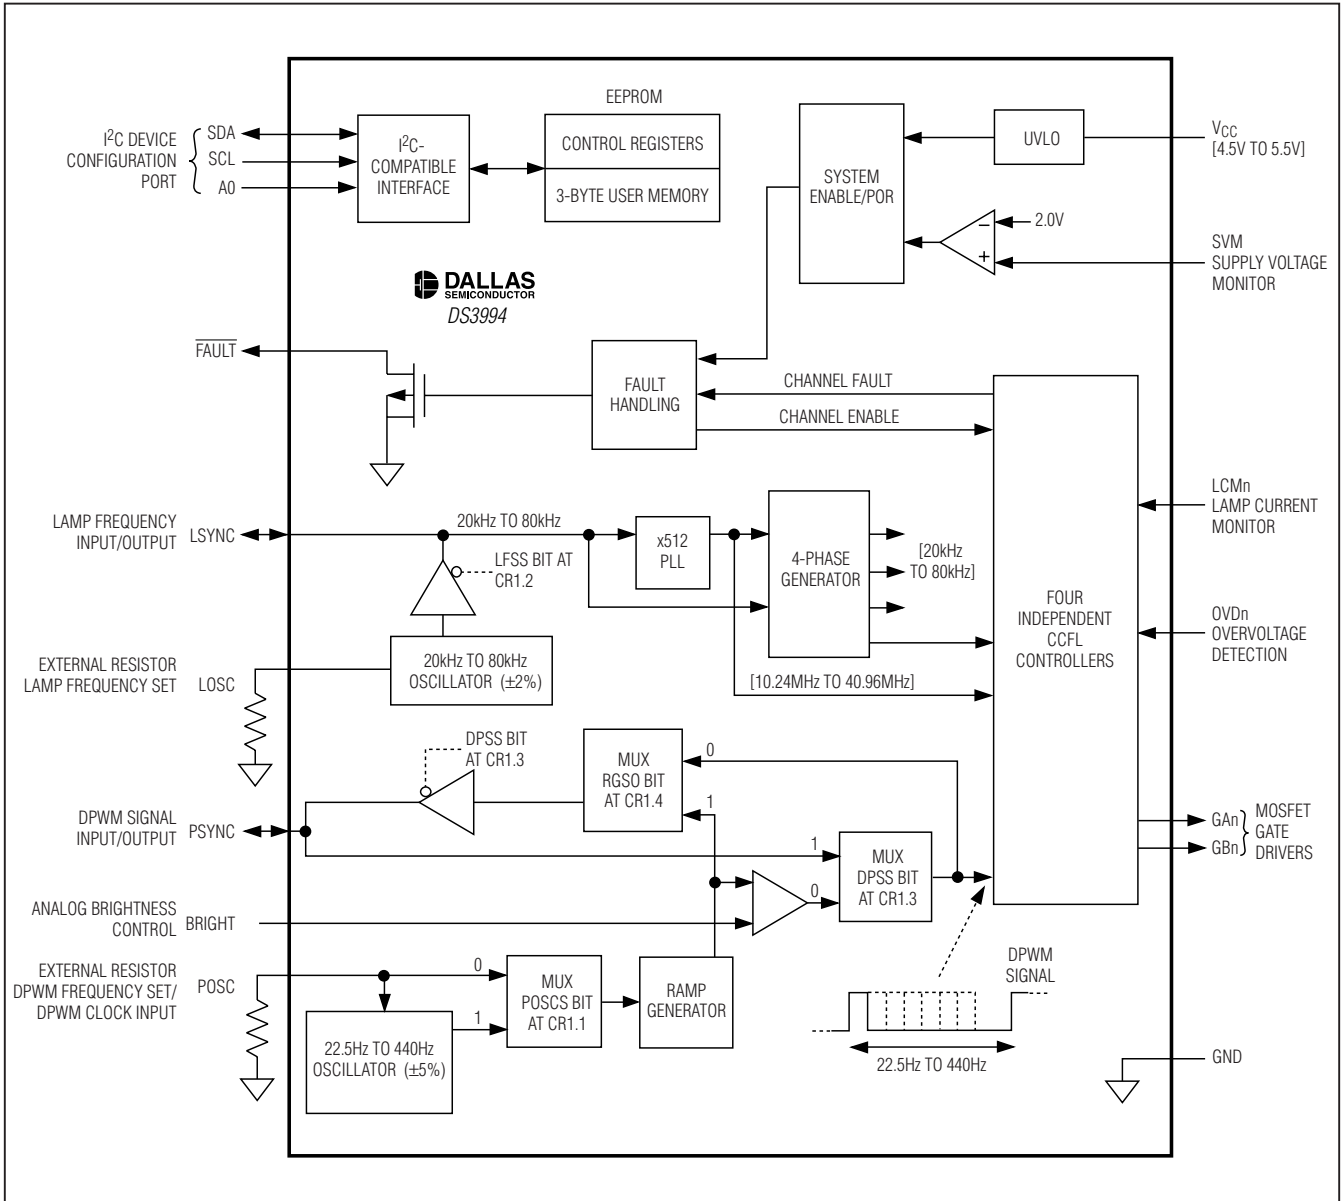 EEPROM
I²C DEVICE
CONFIGURATION
PORT
SDA
SCL
A0
I²C-
COMPATIBLE
INTERFACE
CONTROL REGISTERS
3-BYTE USER MEMORY
SYSTEM
ENABLE/POR
UVLO
VCC
[4.5V TO 5.5V]
2.0V
−
+
SVM
SUPPLY VOLTAGE
MONITOR
DALLAS
SEMICONDUCTOR
DS3994
FAULT
FAULT
HANDLING
CHANNEL FAULT
CHANNEL ENABLE
LAMP FREQUENCY
INPUT/OUTPUT
LSYNC
20kHz TO 80kHz
LFSS BIT AT
CR1.2
x512
PLL
4-PHASE
GENERATOR
[20kHz
TO 80kHz]
FOUR
INDEPENDENT
CCFL
CONTROLLERS
LCMn
LAMP CURRENT
MONITOR
OVDn
OVERVOLTAGE
DETECTION
EXTERNAL RESISTOR
LAMP FREQUENCY SET
LOSC
20kHz TO 80kHz
OSCILLATOR (±2%)
[10.24MHz TO 40.96MHz]
DPSS BIT
AT CR1.3
MUX
RGSO BIT
AT CR1.4
0
1
DPWM SIGNAL
INPUT/OUTPUT
PSYNC
1
0
MUX
DPSS BIT
AT CR1.3
GAn
GBn
MOSFET
GATE
DRIVERS
ANALOG BRIGHTNESS
CONTROL
BRIGHT
EXTERNAL RESISTOR
DPWM FREQUENCY SET/
DPWM CLOCK INPUT
POSC
0
1
22.5Hz TO 440Hz
OSCILLATOR (±5%)
MUX
POSCS BIT
AT CR1.1
RAMP
GENERATOR
DPWM
SIGNAL
22.5Hz TO 440Hz
GND